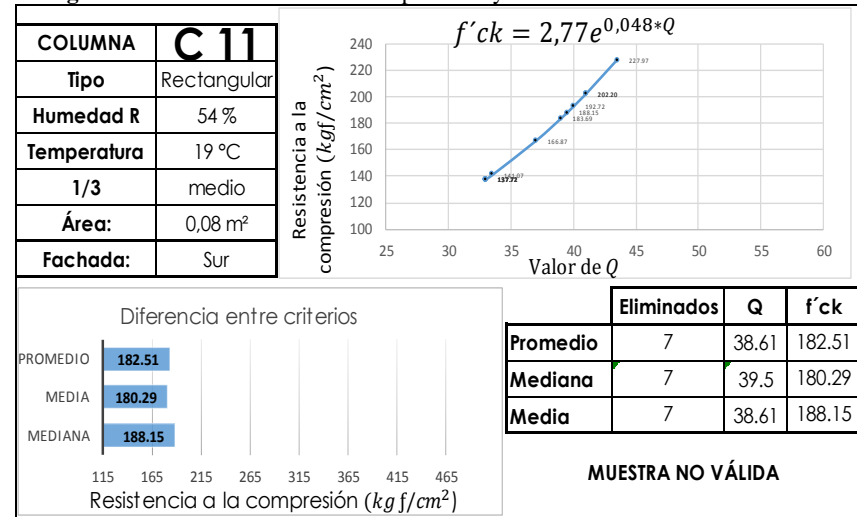 COLUMNA C 11
Tipo Rectangular
Humedad R 54 %
Temperatura 19 °C
1/3 medio
Área: 0,08 m²
Fachada: Sur
f´ck = 2,77e^{0,048*Q}
Resistencia a la
compresión (kgf/cm²)
240
220
200
180
160
140
120
100
227.97
202.20
192.72
188.15
183.69
166.87
137.72
25 30 35 40 45 50 55 60
Valor de Q
Diferencia entre criterios
PROMEDIO 182.51
MEDIA 180.29
MEDIANA 188.15
115 165 215 265 315 365 415 465
Resistencia a la compresión (kg f/cm²)
Eliminados Q f´ck
Promedio 7 38.61 182.51
Mediana 7 39.5 180.29
Media 7 38.61 188.15
MUESTRA NO VÁLIDA